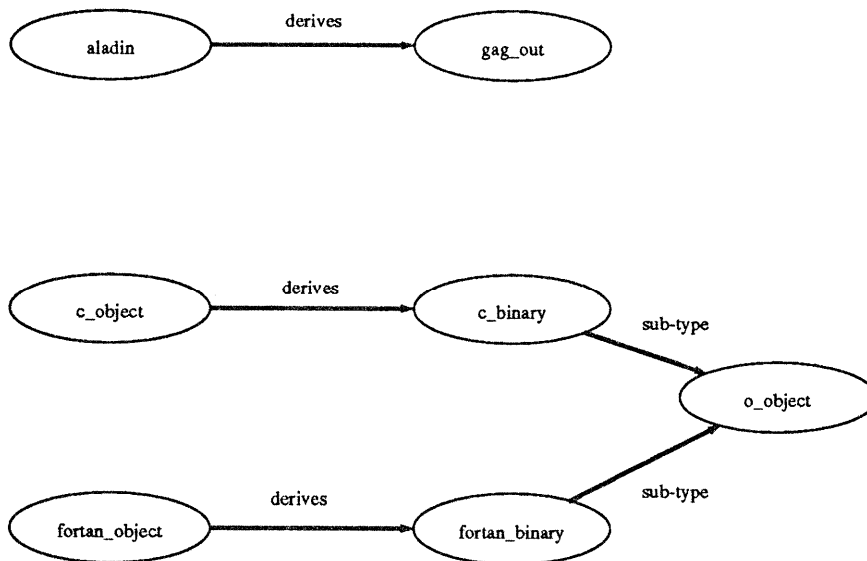 derives
aladin
gag_out
derives
c_object
c_binary
sub-type
o_object
derives
sub-type
fortan_object
fortan_binary